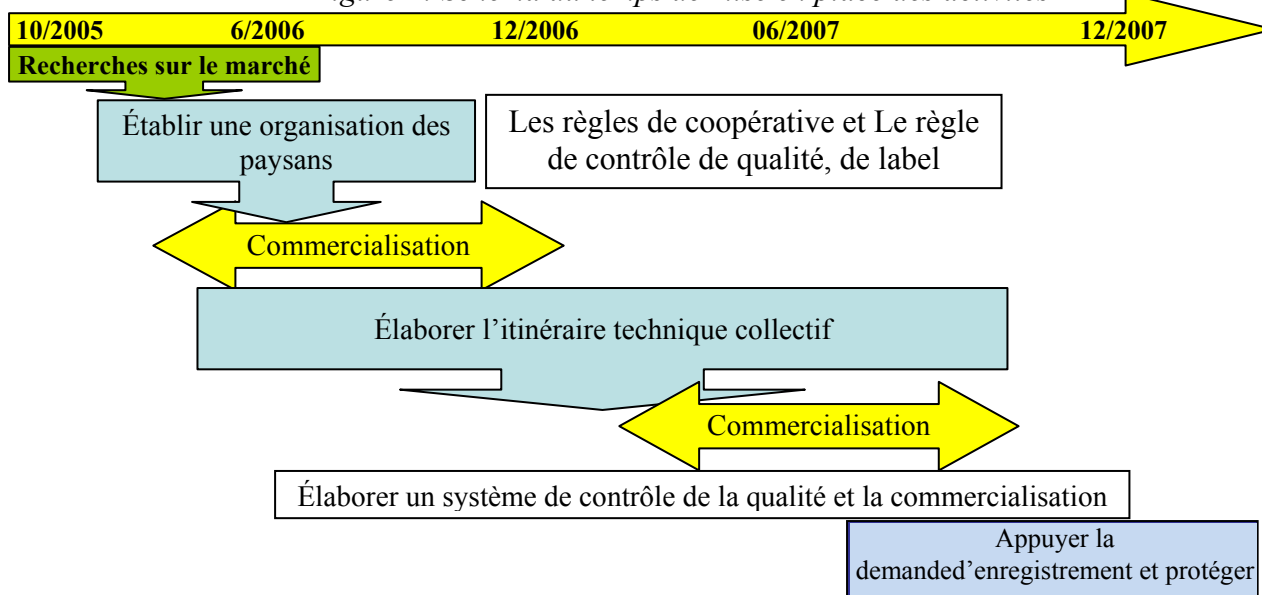 10/2005 6/2006 12/2006 06/2007 12/2007
Recherches sur le marché
Établir une organisation des
paysans
Les règles de coopérative et Le règle
de contrôle de qualité, de label
Commercialisation
Élaborer l’itinéraire technique collectif
Commercialisation
Élaborer un système de contrôle de la qualité et la commercialisation
Appuyer la
demanded’enregistrement et protéger